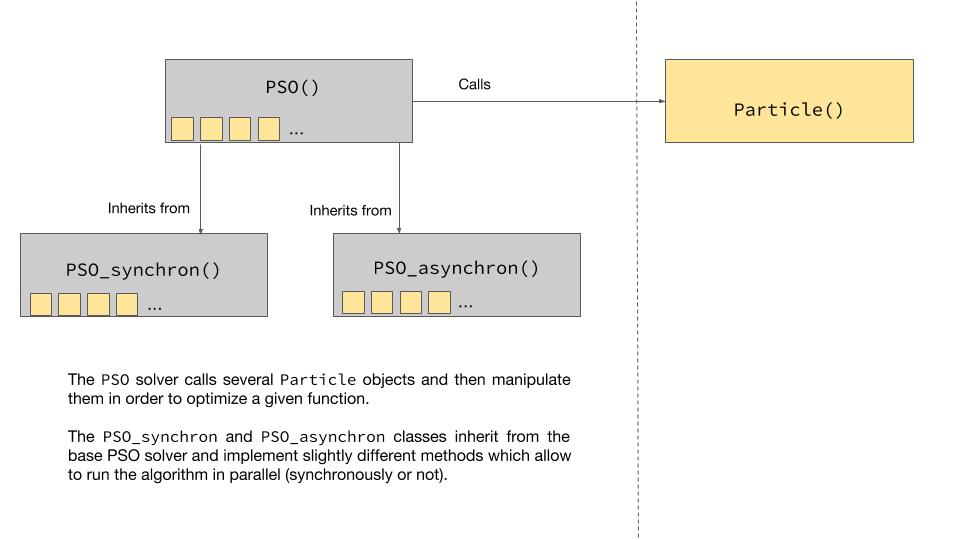 PSO()
...
Calls
Particle()
Inherits from
Inherits from
PSO_synchron()
...
PSO_asynchron()
...
The PSO solver calls several Particle objects and then manipulate
them in order to optimize a given function.
The PSO_synchron and PSO_asynchron classes inherit from the
base PSO solver and implement slightly different methods which allow
to run the algorithm in parallel (synchronously or not).